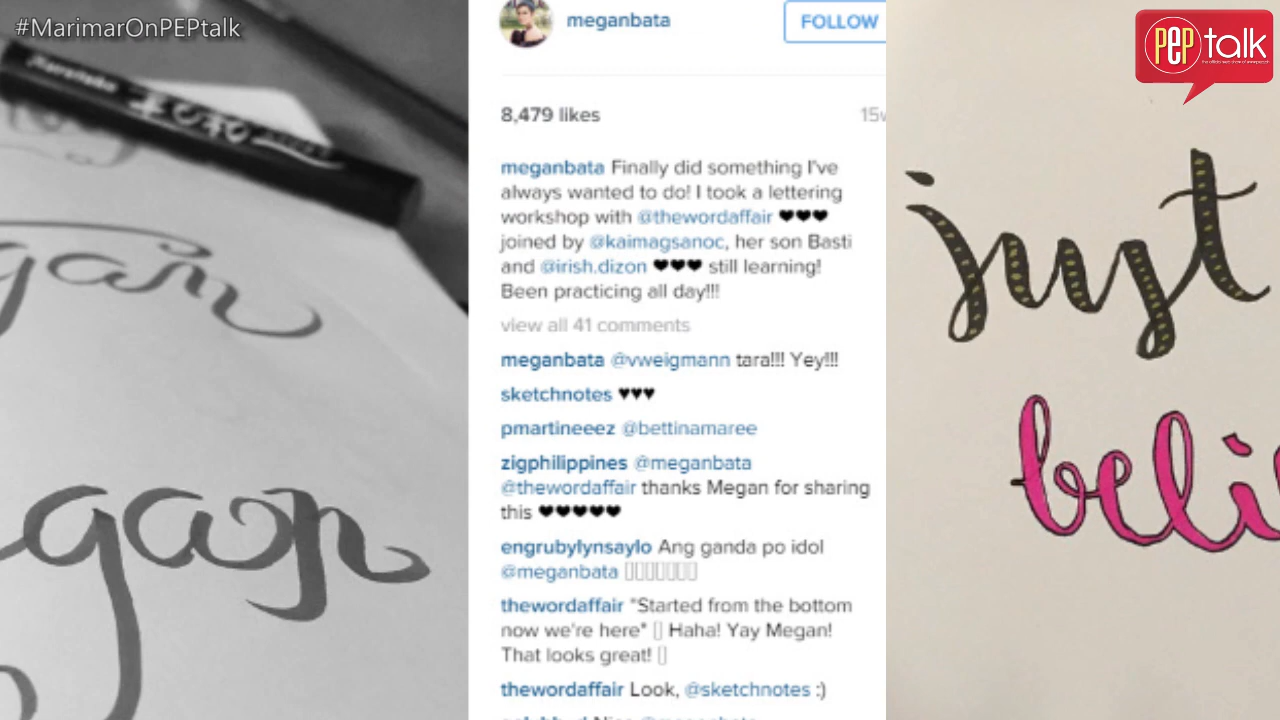 #MarimarOnPEPtalk
gan
gan
meganbata
FOLLOW
8,479 likes
15w
meganbata Finally did something I've
always wanted to do! I took a lettering
workshop with @thewordaffair ♥♥♥
joined by @kaimagsanoc, her son Basti
and @irish.dizon ♥♥♥ still learning!
Been practicing all day!!!
view all 41 comments
meganbata @vweigmann tara!!! Yey!!!
sketchnotes ♥♥♥
pmartineeez @bettinamaree
zigphilippines @meganbata
@thewordaffair thanks Megan for sharing
this ♥♥♥♥♥
engrubylynsaylo Ang ganda po idol
@meganbata
thewordaffair "Started from the bottom
now we're here" Haha! Yay Megan!
That looks great!
thewordaffair Look, @sketchnotes :)
PEPtalk
just
beli